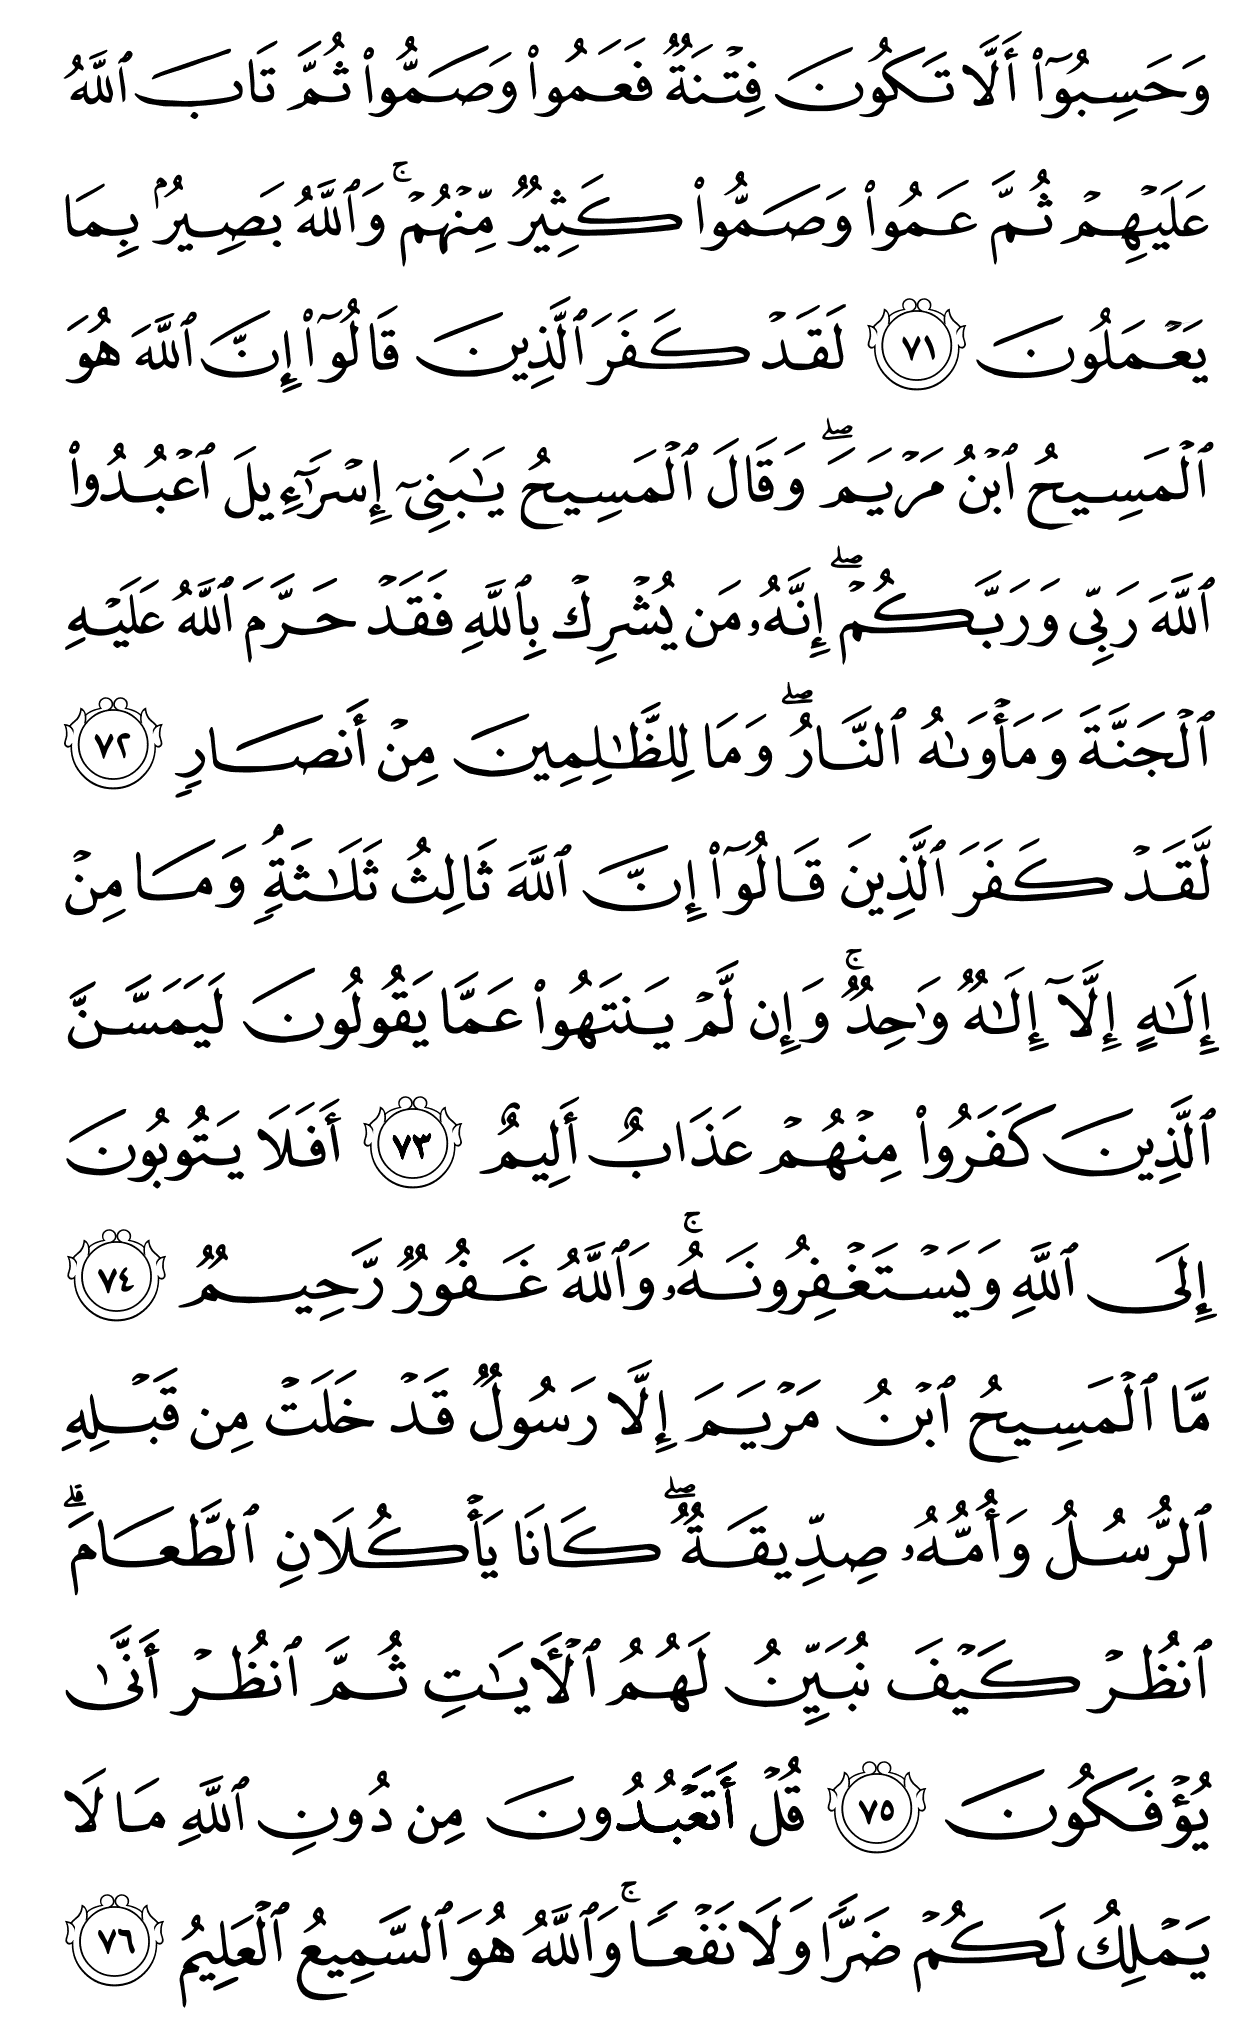 وَحَسِبُوٓا۟ أَلَّا تَكُونَ فِتْنَةٌ فَعَمُوا۟ وَصَمُّوا۟ ثُمَّ تَابَ ٱللَّهُ
عَلَيْهِمْ ثُمَّ عَمُوا۟ وَصَمُّوا۟ كَثِيرٌ مِّنْهُمْ ۚ وَٱللَّهُ بَصِيرٌۢ بِمَا
يَعْمَلُونَ ٧١ لَقَدْ كَفَرَ ٱلَّذِينَ قَالُوٓا۟ إِنَّ ٱللَّهَ هُوَ
ٱلْمَسِيحُ ٱبْنُ مَرْيَمَ ۖ وَقَالَ ٱلْمَسِيحُ يَـٰبَنِىٓ إِسْرَٰٓءِيلَ ٱعْبُدُوا۟
ٱللَّهَ رَبِّى وَرَبَّكُمْ ۖ إِنَّهُۥ مَن يُشْرِكْ بِٱللَّهِ فَقَدْ حَرَّمَ ٱللَّهُ عَلَيْهِ
ٱلْجَنَّةَ وَمَأْوَىٰهُ ٱلنَّارُ ۖ وَمَا لِلظَّـٰلِمِينَ مِنْ أَنصَارٍ ٧٢
لَّقَدْ كَفَرَ ٱلَّذِينَ قَالُوٓا۟ إِنَّ ٱللَّهَ ثَالِثُ ثَلَـٰثَةٍۘ وَمَا مِنْ
إِلَـٰهٍ إِلَّآ إِلَـٰهٌ وَٰحِدٌ ۚ وَإِن لَّمْ يَنتَهُوا۟ عَمَّا يَقُولُونَ لَيَمَسَّنَّ
ٱلَّذِينَ كَفَرُوا۟ مِنْهُمْ عَذَابٌ أَلِيمٌ ٧٣ أَفَلَا يَتُوبُونَ
إِلَى ٱللَّهِ وَيَسْتَغْفِرُونَهُۥ ۚ وَٱللَّهُ غَفُورٌ رَّحِيمٌ ٧٤
مَّا ٱلْمَسِيحُ ٱبْنُ مَرْيَمَ إِلَّا رَسُولٌ قَدْ خَلَتْ مِن قَبْلِهِ
ٱلرُّسُلُ وَأُمُّهُۥ صِدِّيقَةٌ ۖ كَانَا يَأْكُلَانِ ٱلطَّعَامَ ۗ
ٱنظُرْ كَيْفَ نُبَيِّنُ لَهُمُ ٱلْـَٔايَـٰتِ ثُمَّ ٱنظُرْ أَنَّىٰ
يُؤْفَكُونَ ٧٥ قُلْ أَتَعْبُدُونَ مِن دُونِ ٱللَّهِ مَا لَا
يَمْلِكُ لَكُمْ ضَرًّا وَلَا نَفْعًا ۚ وَٱللَّهُ هُوَ ٱلسَّمِيعُ ٱلْعَلِيمُ ٧٦